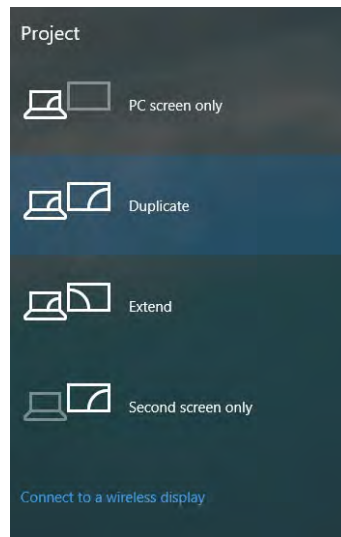 Project
PC screen only
Duplicate
Extend
Second screen only
Connect to a wireless display